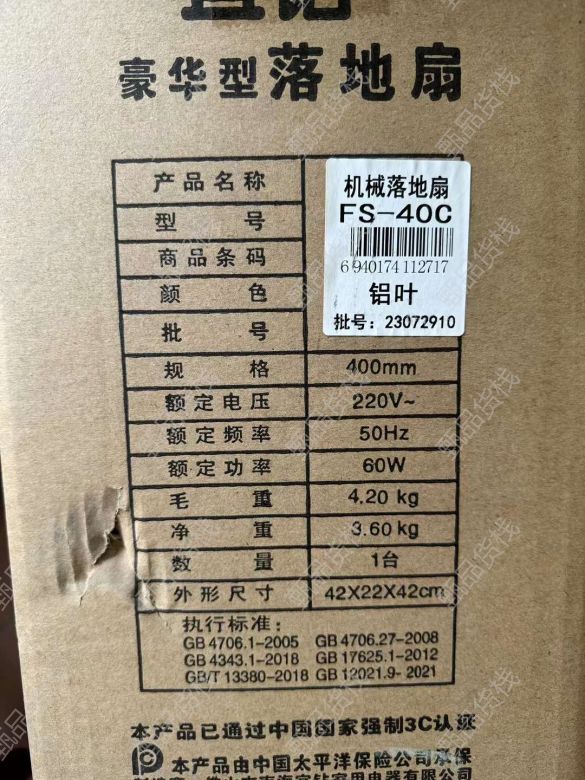 豪华型落地扇
产品名称 机械落地扇
型号 FS-40C
商品条码 6 940174 112717
颜色 铝叶
批号 批号：23072910
规格 400mm
额定电压 220V~
额定频率 50Hz
额定功率 60W
毛重 4.20 kg
净重 3.60 kg
数量 1台
外形尺寸 42X22X42cm
执行标准：
GB 4706.1-2005 GB 4706.27-2008
GB 4343.1-2018 GB 17625.1-2012
GB/T 13380-2018 GB 12021.9-2021
本产品已通过中国国家强制3C认证
本产品由中国太平洋保险公司承保
甄品货栈